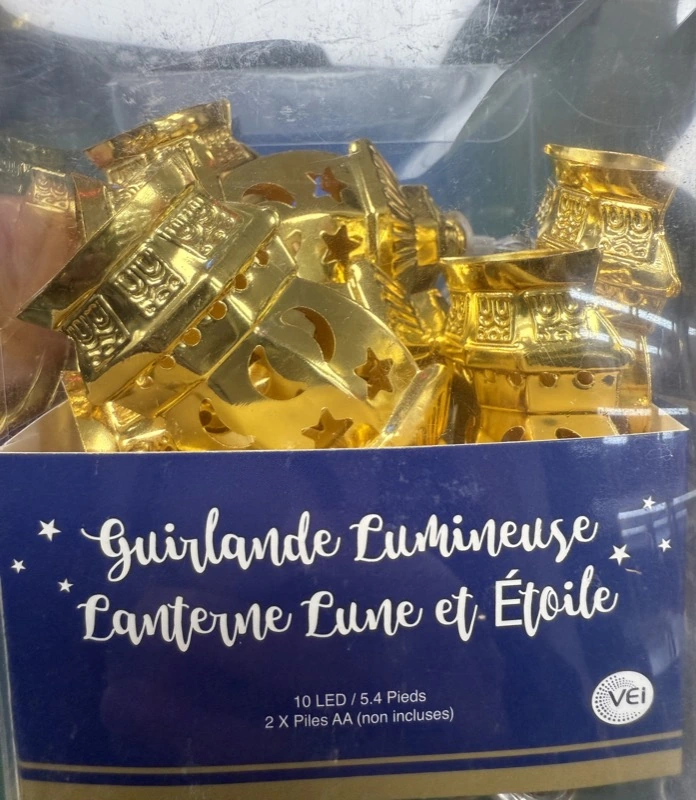 Guirlande Lumineuse
Lanterne Lune et Étoile
10 LED / 5.4 Pieds
2 X Piles AA (non incluses)
VEi